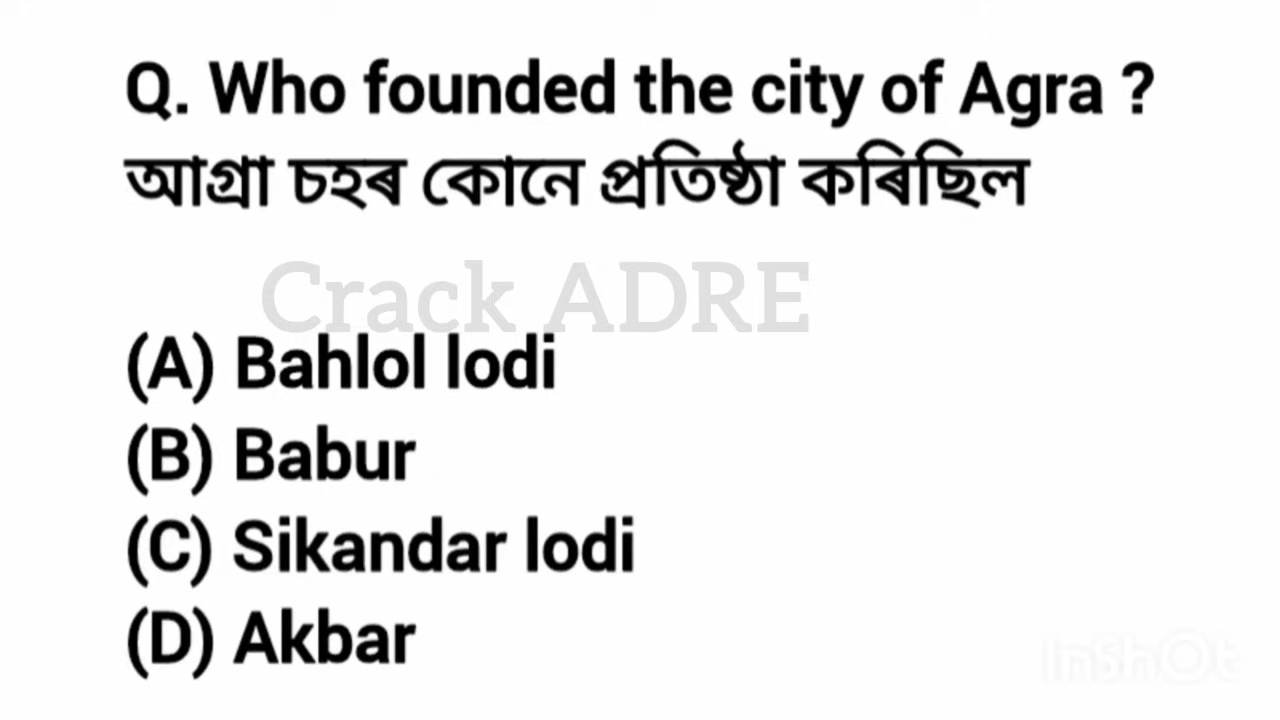 Q. Who founded the city of Agra ?
আগ্ৰা চহৰ কোনে প্ৰতিষ্ঠা কৰিছিল
Crack ADRE
(A) Bahlol lodi
(B) Babur
(C) Sikandar lodi
(D) Akbar
InShOt